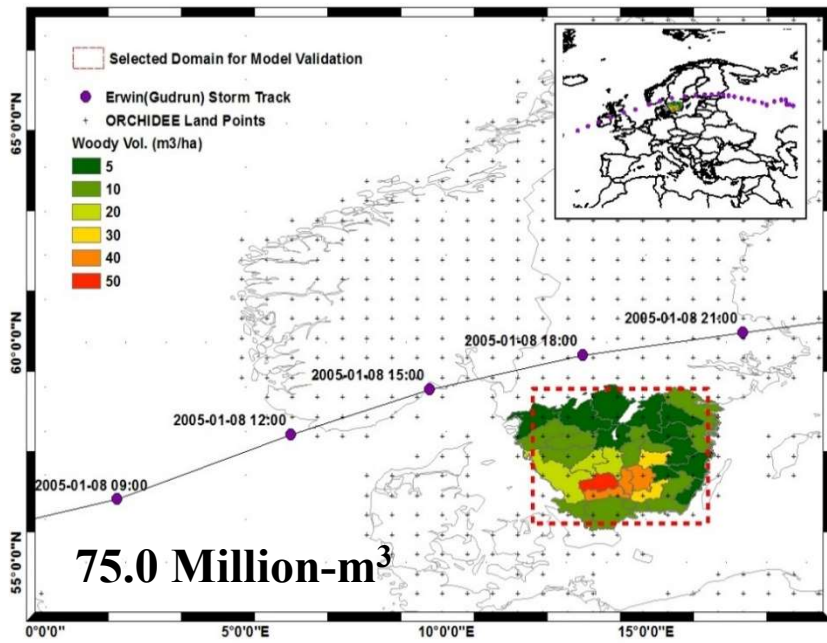 Selected Domain for Model Validation
Erwin(Gudrun) Storm Track
ORCHIDEE Land Points
Woody Vol. (m3/ha)
5
10
20
30
40
50
65°0'0"N
60°0'0"N
55°0'0"N
2005-01-08 21:00
2005-01-08 18:00
2005-01-08 15:00
2005-01-08 12:00
2005-01-08 09:00
75.0 Million-m³
0°0'0"
5°0'0"E
10°0'0"E
15°0'0"E